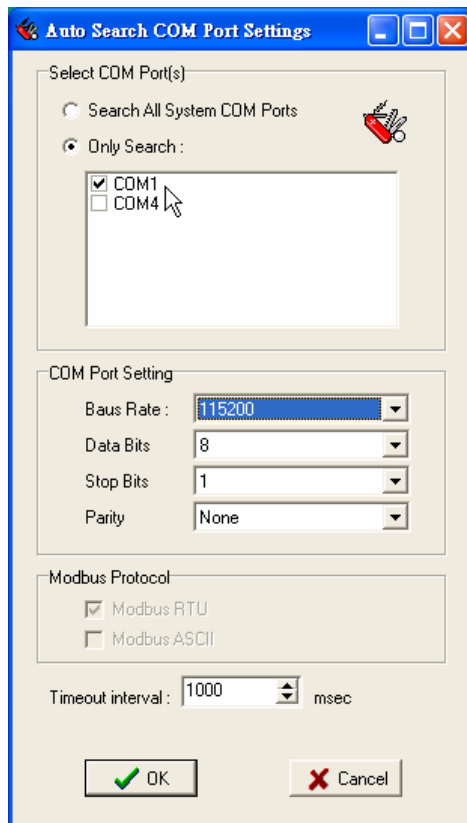 Auto Search COM Port Settings
Select COM Port(s)
Search All System COM Ports
Only Search :
COM1
COM4
COM Port Setting
Baus Rate : 115200
Data Bits 8
Stop Bits 1
Parity None
Modbus Protocol
Modbus RTU
Modbus ASCII
Timeout interval : 1000 msec
OK Cancel